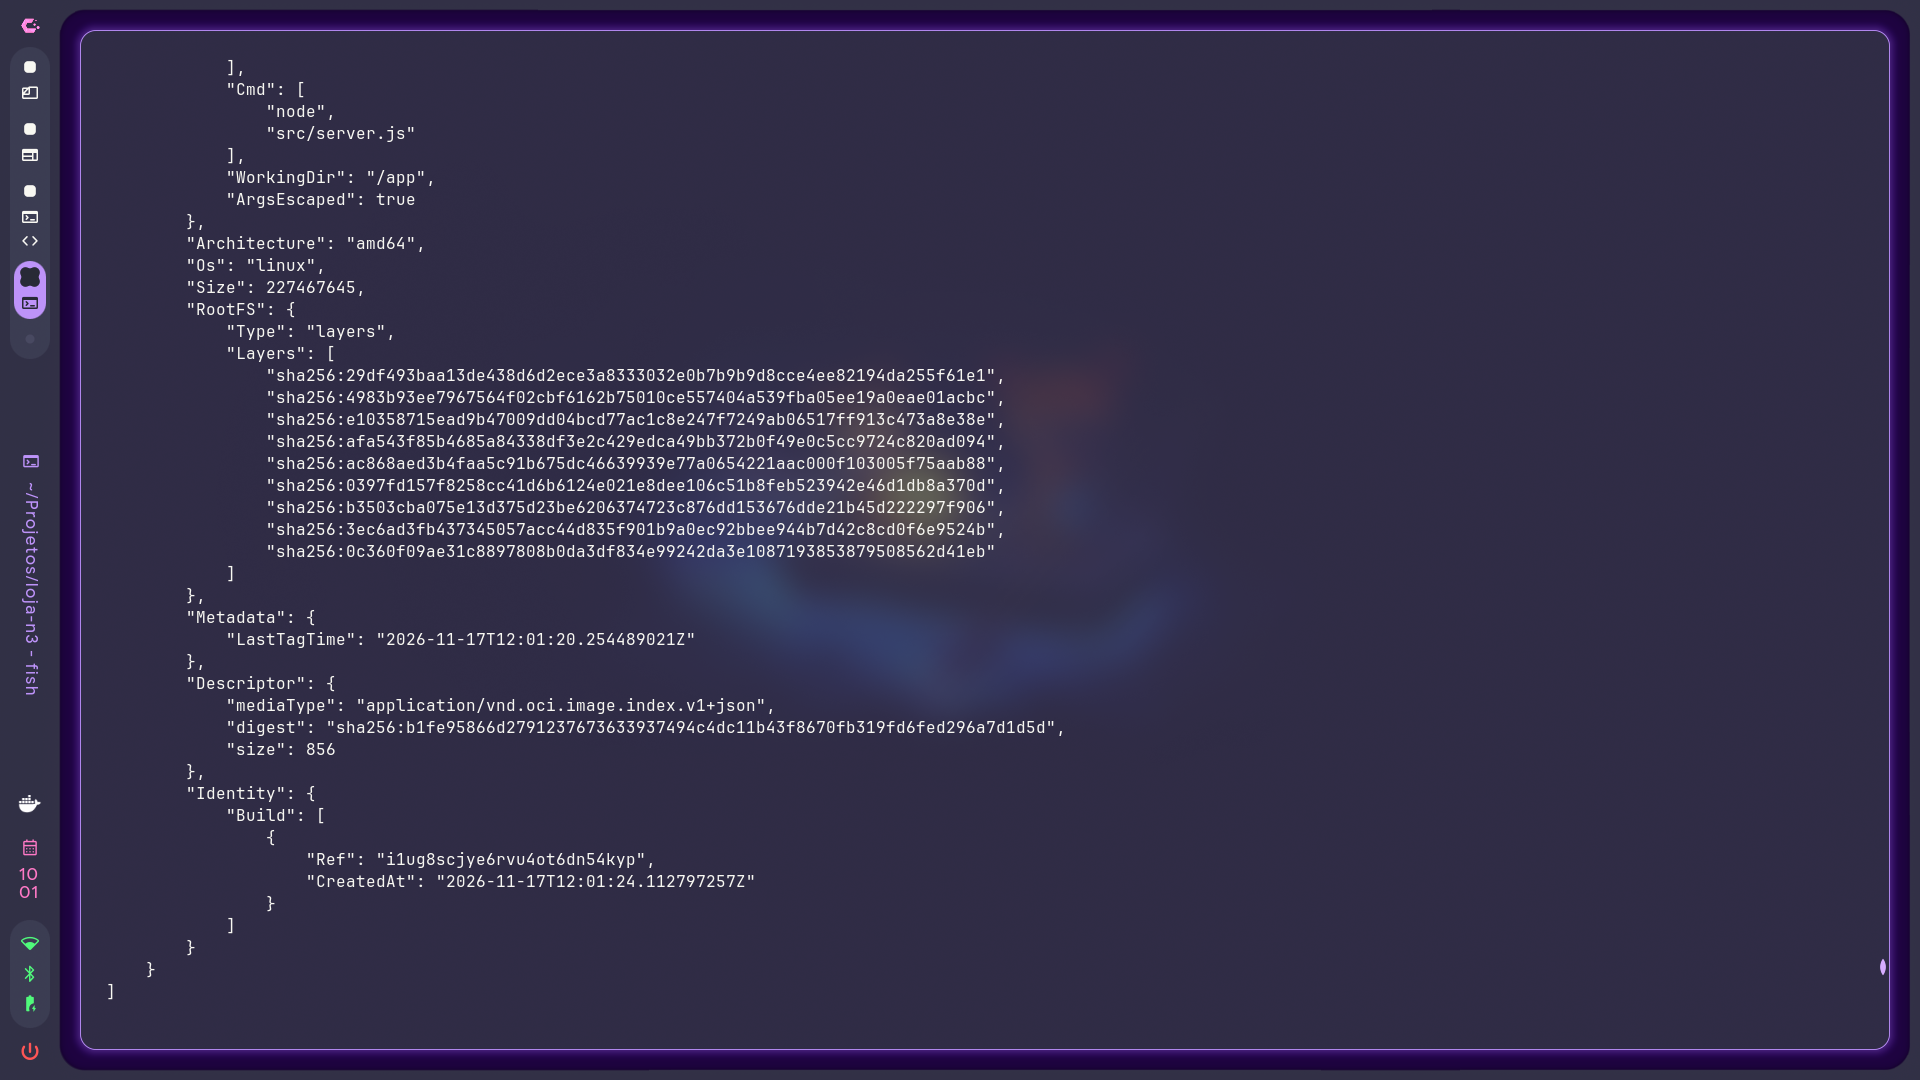 ],
"Cmd": [
"node",
"src/server.js"
],
"WorkingDir": "/app",
"ArgsEscaped": true
},
"Architecture": "amd64",
"Os": "linux",
"Size": 227467645,
"RootFS": {
"Type": "layers",
"Layers": [
"sha256:29df493baa13de438d6d2ece3a8333032e0b7b9b9d8cce4ee82194da255f61e1",
"sha256:4983b93ee7967564f02cbf6162b75010ce557404a539fba05ee19a0eae01acbc",
"sha256:e10358715ead9b47009dd04bcd77ac1c8e247f7249ab06517ff913c473a8e38e",
"sha256:afa543f85b4685a84338df3e2c429edca49bb372b0f49e0c5cc9724c820ad094",
"sha256:ac868aed3b4faa5c91b675dc46639939e77a0654221aac000f103005f75aab88",
"sha256:0397fd157f8258cc41d6b6124e021e8dee106c51b8feb523942e46d1db8a370d",
"sha256:b3503cba075e13d375d23be6206374723c876dd153676dde21b45d222297f906",
"sha256:3ec6ad3fb437345057acc44d835f901b9a0ec92bbee944b7d42c8cd0f6e9524b",
"sha256:0c360f09ae31c8897808b0da3df834e99242da3e1087193853879508562d41eb"
]
},
"Metadata": {
"LastTagTime": "2026-11-17T12:01:20.254489021Z"
},
"Descriptor": {
"mediaType": "application/vnd.oci.image.index.v1+json",
"digest": "sha256:b1fe95866d2791237673633937494c4dc11b43f8670fb319fd6fed296a7d1d5d",
"size": 856
},
"Identity": {
"Build": [
{
"Ref": "i1ug8scjye6rvu4ot6dn54kyp",
"CreatedAt": "2026-11-17T12:01:24.112797257Z"
}
]
}
}
]
~/Projetos/loja-n3 - fish
10
01